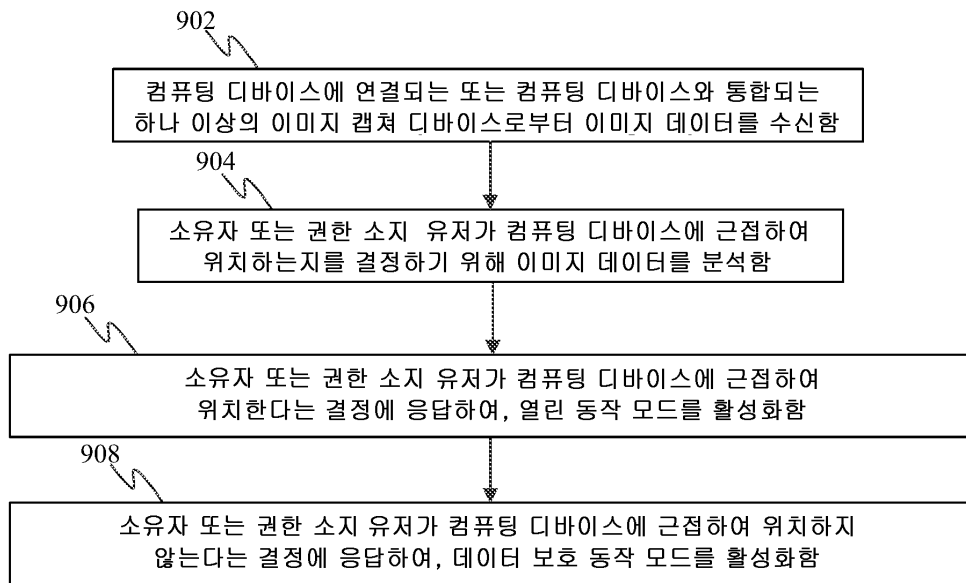 902
컴퓨팅 디바이스에 연결되는 또는 컴퓨팅 디바이스와 통합되는
하나 이상의 이미지 캡쳐 디바이스로부터 이미지 데이터를 수신함
904
소유자 또는 권한 소지 유저가 컴퓨팅 디바이스에 근접하여
위치하는지를 결정하기 위해 이미지 데이터를 분석함
906
소유자 또는 권한 소지 유저가 컴퓨팅 디바이스에 근접하여
위치한다는 결정에 응답하여, 열린 동작 모드를 활성화함
908
소유자 또는 권한 소지 유저가 컴퓨팅 디바이스에 근접하여 위치하지
않는다는 결정에 응답하여, 데이터 보호 동작 모드를 활성화함